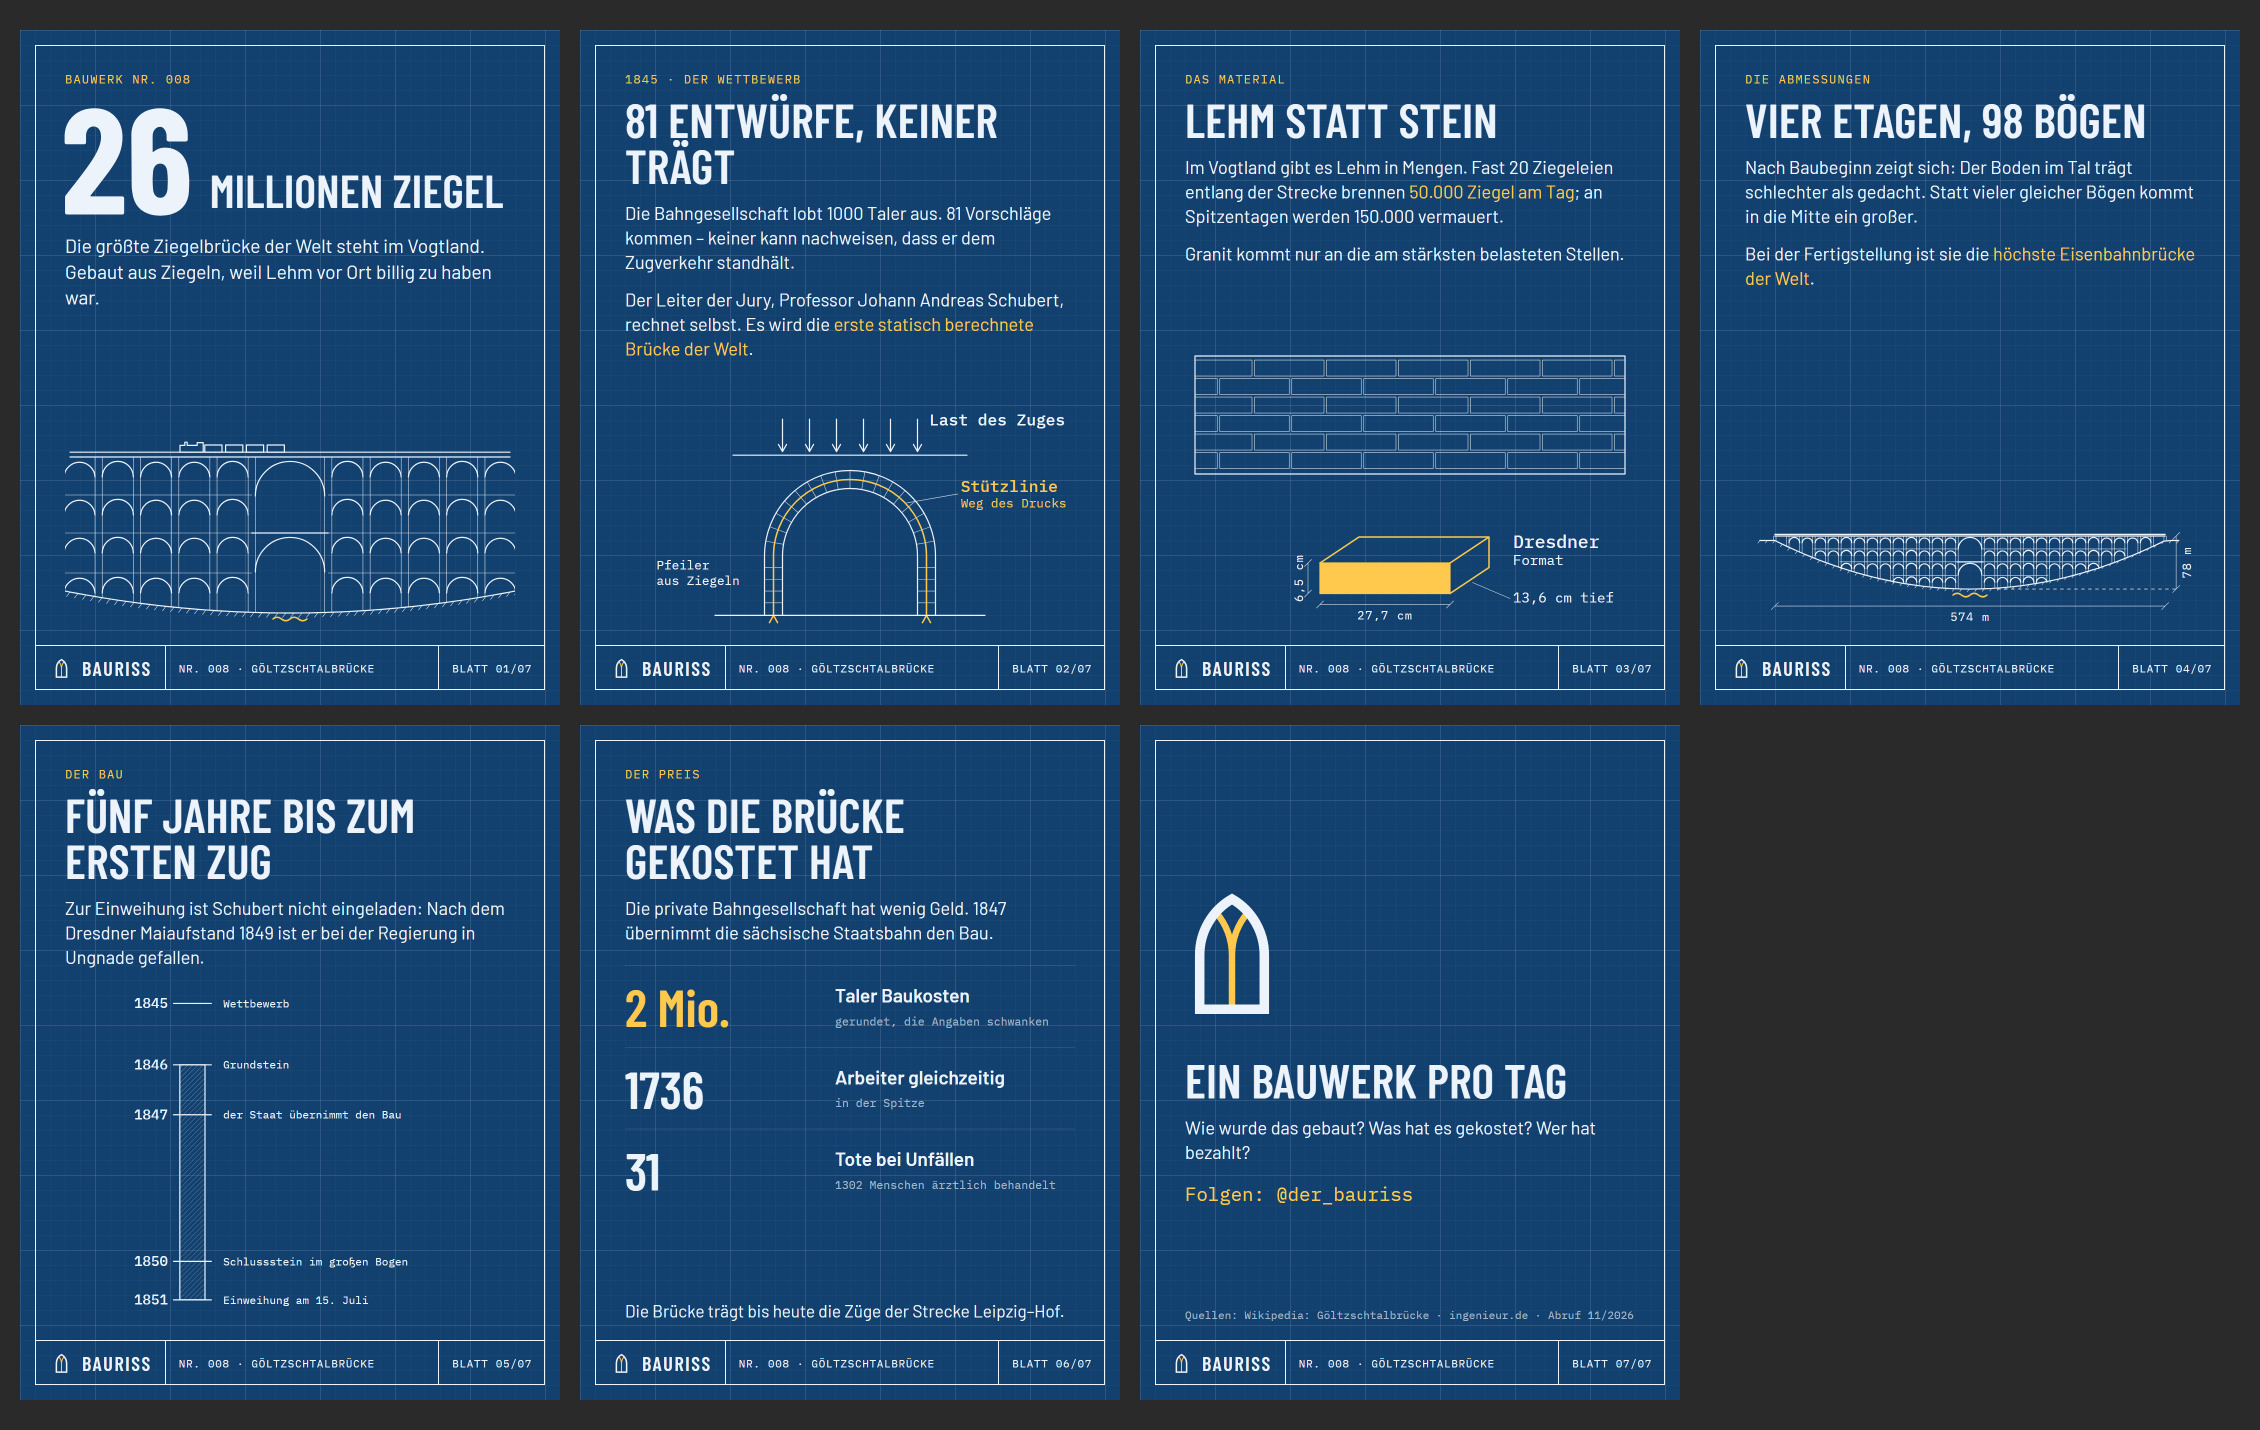 BAUWERK NR. 008
26 MILLIONEN ZIEGEL
Die größte Ziegelbrücke der Welt steht im Vogtland.
Gebaut aus Ziegeln, weil Lehm vor Ort billig zu haben
war.
BAURISS
NR. 008 · GÖLTZSCHTALBRÜCKE
BLATT 01/07
1845 · DER WETTBEWERB
81 ENTWÜRFE, KEINER
TRÄGT
Die Bahngesellschaft lobt 1000 Taler aus. 81 Vorschläge
kommen – keiner kann nachweisen, dass er dem
Zugverkehr standhält.
Der Leiter der Jury, Professor Johann Andreas Schubert,
rechnet selbst. Es wird die erste statisch berechnete
Brücke der Welt.
Last des Zuges
Stützlinie
Weg des Drucks
Pfeiler
aus Ziegeln
BAURISS
NR. 008 · GÖLTZSCHTALBRÜCKE
BLATT 02/07
DAS MATERIAL
LEHM STATT STEIN
Im Vogtland gibt es Lehm in Mengen. Fast 20 Ziegeleien
entlang der Strecke brennen 50.000 Ziegel am Tag; an
Spitzentagen werden 150.000 vermauert.
Granit kommt nur an die am stärksten belasteten Stellen.
Dresdner
Format
6,5 cm
13,6 cm tief
27,7 cm
BAURISS
NR. 008 · GÖLTZSCHTALBRÜCKE
BLATT 03/07
DIE ABMESSUNGEN
VIER ETAGEN, 98 BÖGEN
Nach Baubeginn zeigt sich: Der Boden im Tal trägt
schlechter als gedacht. Statt vieler gleicher Bögen kommt
in die Mitte ein großer.
Bei der Fertigstellung ist sie die höchste Eisenbahnbrücke
der Welt.
78 m
574 m
BAURISS
NR. 008 · GÖLTZSCHTALBRÜCKE
BLATT 04/07
DER BAU
FÜNF JAHRE BIS ZUM
ERSTEN ZUG
Zur Einweihung ist Schubert nicht eingeladen: Nach dem
Dresdner Maiaufstand 1849 ist er bei der Regierung in
Ungnade gefallen.
1845 Wettbewerb
1846 Grundstein
1847 der Staat übernimmt den Bau
1850 Schlussstein im großen Bogen
1851 Einweihung am 15. Juli
BAURISS
NR. 008 · GÖLTZSCHTALBRÜCKE
BLATT 05/07
DER PREIS
WAS DIE BRÜCKE
GEKOSTET HAT
Die private Bahngesellschaft hat wenig Geld. 1847
übernimmt die sächsische Staatsbahn den Bau.
2 Mio.
Taler Baukosten
gerundet, die Angaben schwanken
1736
Arbeiter gleichzeitig
in der Spitze
31
Tote bei Unfällen
1302 Menschen ärztlich behandelt
Die Brücke trägt bis heute die Züge der Strecke Leipzig–Hof.
BAURISS
NR. 008 · GÖLTZSCHTALBRÜCKE
BLATT 06/07
EIN BAUWERK PRO TAG
Wie wurde das gebaut? Was hat es gekostet? Wer hat
bezahlt?
Folgen: @der_bauriss
Quellen: Wikipedia: Göltzschtalbrücke · ingenieur.de · Abruf 11/2026
BAURISS
NR. 008 · GÖLTZSCHTALBRÜCKE
BLATT 07/07